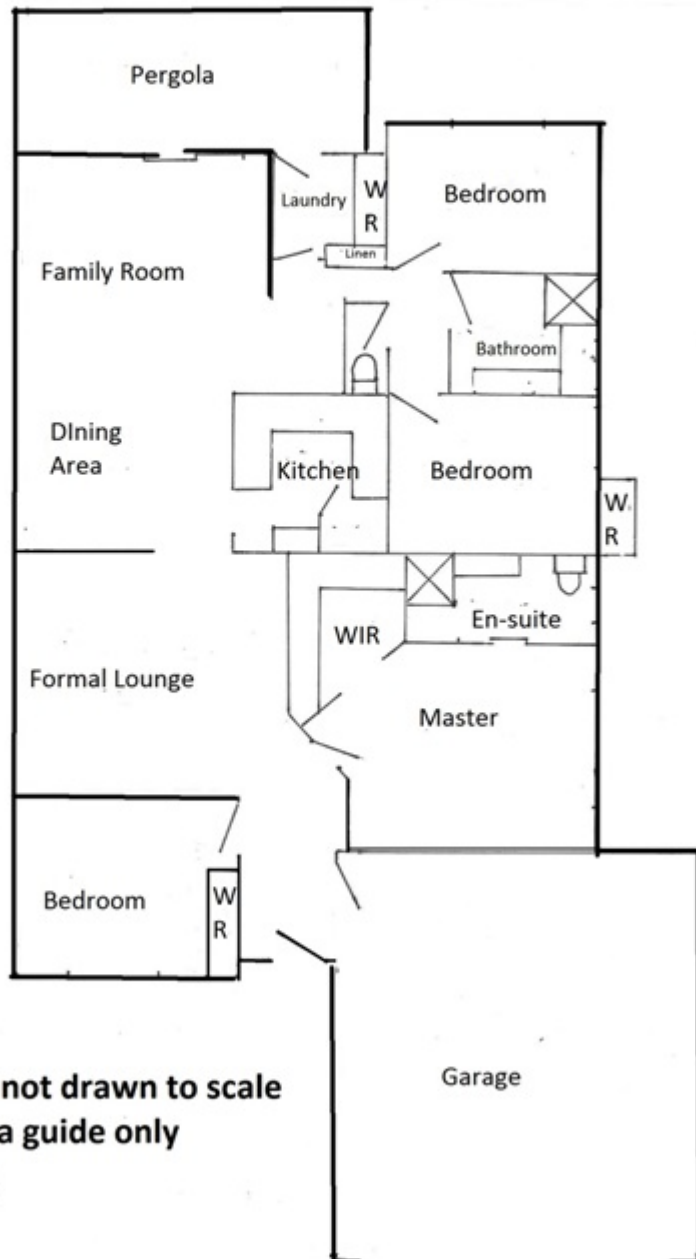 Pergola
W
R
Laundry
Bedroom
Linen
Family Room
Bathroom
DIning
Area
Kitchen
Bedroom
W
R
En-suite
WIR
Formal Lounge
Master
Bedroom
W
R
Garage
not drawn to scale
a guide only